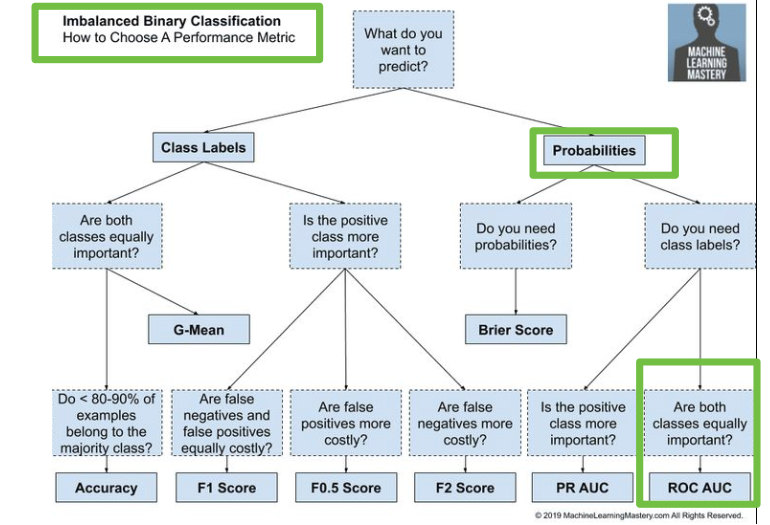 Imbalanced Binary Classification
How to Choose A Performance Metric
What do you
want to
predict?
MACHINE
LEARNING
MASTERY
Class Labels
Probabilities
Are both
classes equally
important?
Is the positive
class more
important?
Do you need
probabilities?
Do you need
class labels?
G-Mean
Brier Score
Do < 80-90% of
examples
belong to the
majority class?
Are false
negatives and
false positives
equally costly?
Are false
positives more
costly?
Are false
negatives more
costly?
Is the positive
class more
important?
Are both
classes equally
important?
Accuracy
F1 Score
F0.5 Score
F2 Score
PR AUC
ROC AUC
© 2019 MachineLearningMastery.com All Rights Reserved.